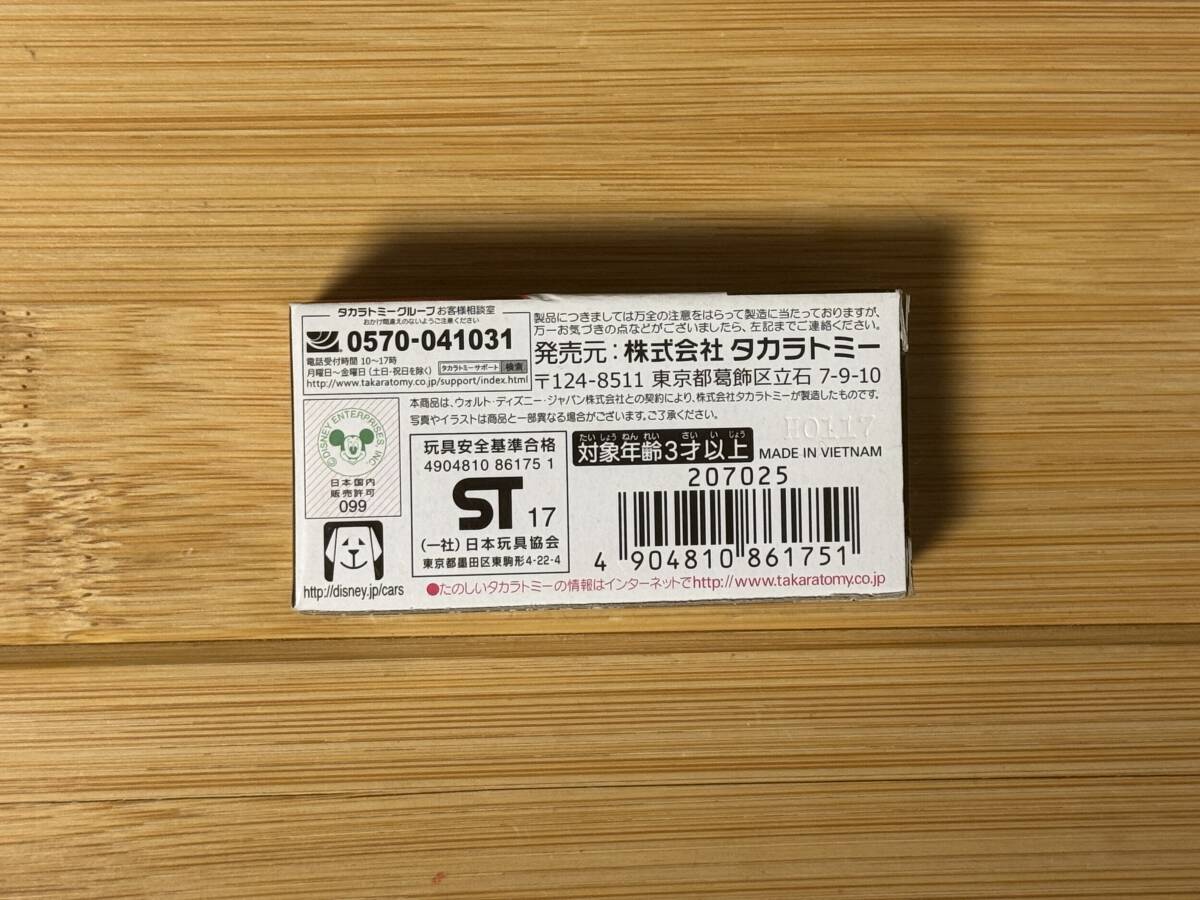 タカラトミーグループ お客様相談室
おかけ間違えのないようご注意ください
0570-041031
電話受付時間 10〜17時
月曜日〜金曜日(土日・祝日を除く) タカラトミーサポート 検索
http://www.takaratomy.co.jp/support/index.html
製品につきましては万全の注意をはらって製造に当たっておりますが、
万一お気づきの点などがございましたら、左記までご連絡ください。
発売元:株式会社 タカラトミー
〒124-8511 東京都葛飾区立石 7-9-10
本商品は、ウォルト・ディズニー・ジャパン株式会社との契約により、株式会社タカラトミーが製造したものです。
写真やイラストは商品と一部異なる場合がございます。ご了承ください。
©DISNEY ENTERPRISES, INC.
日本国内
販売許可
099
http://disney.jp/cars
玩具安全基準合格
4904810 86175 1
ST 17
(一社)日本玩具協会
東京都墨田区東駒形4-22-4
たいしょうねんれい さい いじょう
対象年齢3才以上
MADE IN VIETNAM
207025
4 904810 861751
●たのしいタカラトミーの情報はインターネットでhttp://www.takaratomy.co.jp